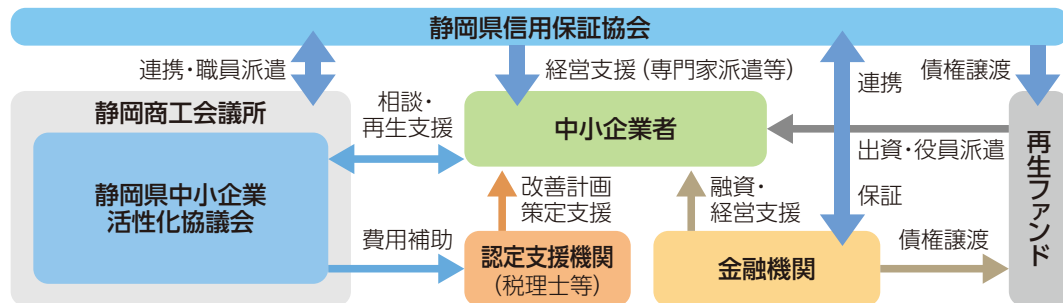 静岡県信用保証協会
連携・職員派遣
経営支援(専門家派遣等)
連携
債権譲渡
静岡商工会議所
相談・
再生支援
中小企業者
出資・役員派遣
再生ファンド
静岡県中小企業
活性化協議会
改善計画
策定支援
融資・
経営支援
保証
費用補助
認定支援機関
(税理士等)
金融機関
債権譲渡